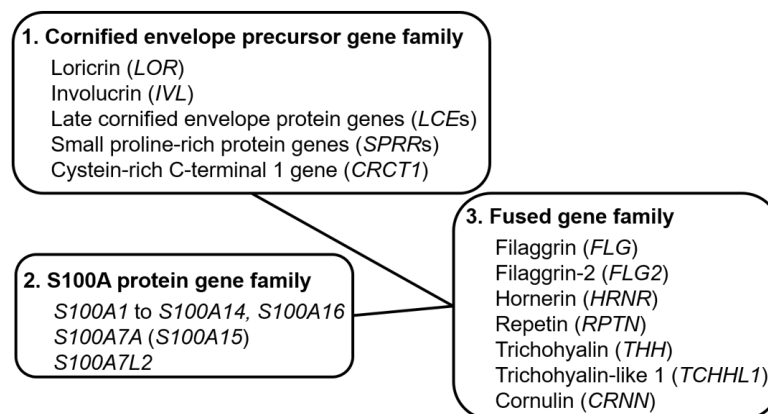 1. Cornified envelope precursor gene family
Loricrin (LOR)
Involucrin (IVL)
Late cornified envelope protein genes (LCEs)
Small proline-rich protein genes (SPRRs)
Cystein-rich C-terminal 1 gene (CRCT1)
2. S100A protein gene family
S100A1 to S100A14, S100A16
S100A7A (S100A15)
S100A7L2
3. Fused gene family
Filaggrin (FLG)
Filaggrin-2 (FLG2)
Hornerin (HRNR)
Repetin (RPTN)
Trichohyalin (THH)
Trichohyalin-like 1 (TCHHL1)
Cornulin (CRNN)